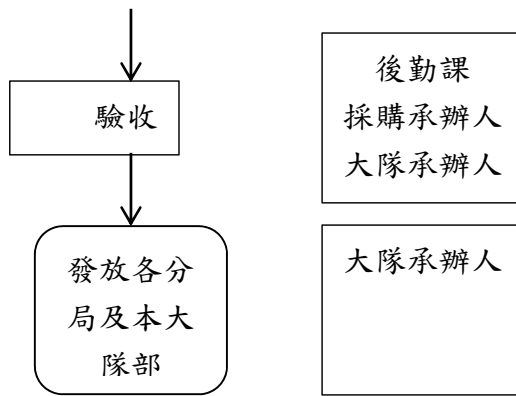 驗收
後勤課
採購承辦人
大隊承辦人
發放各分
局及本大
隊部
大隊承辦人